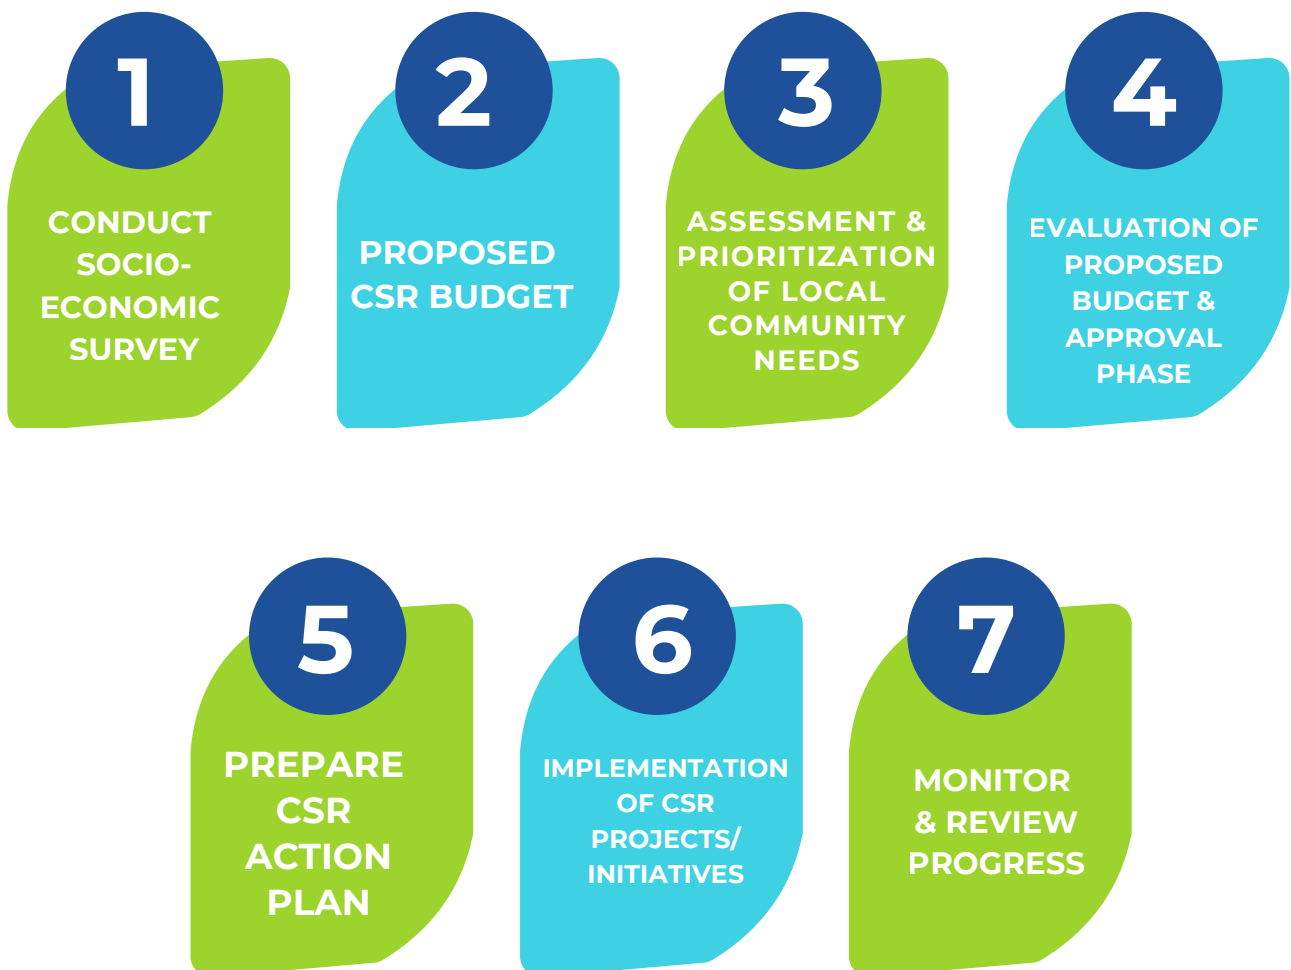 1
CONDUCT
SOCIO-
ECONOMIC
SURVEY
2
PROPOSED
CSR BUDGET
3
ASSESSMENT &
PRIORITIZATION
OF LOCAL
COMMUNITY
NEEDS
4
EVALUATION OF
PROPOSED
BUDGET &
APPROVAL
PHASE
5
PREPARE
CSR
ACTION
PLAN
6
IMPLEMENTATION
OF CSR
PROJECTS/
INITIATIVES
7
MONITOR
& REVIEW
PROGRESS